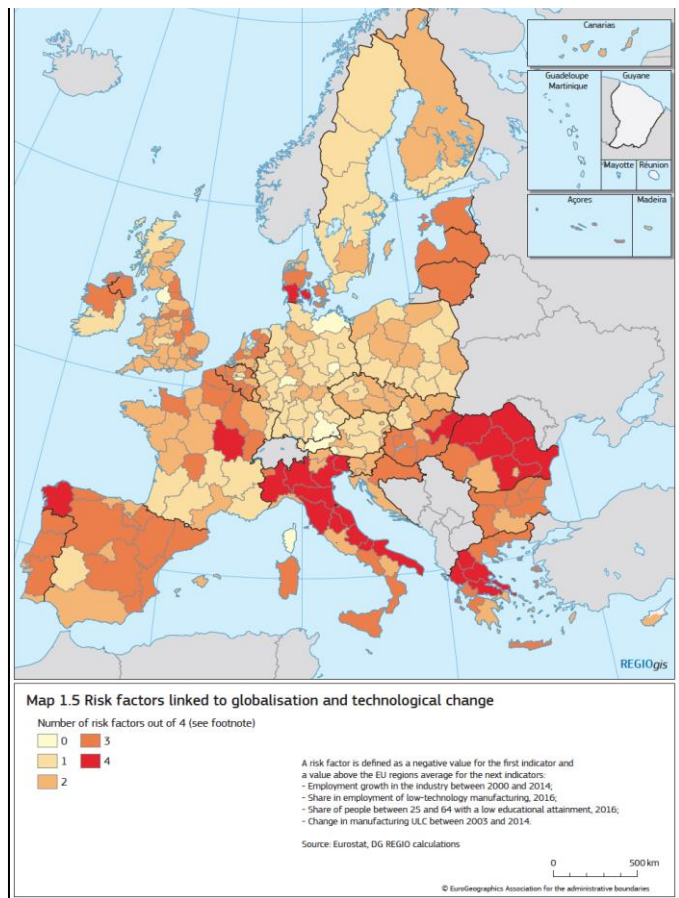 Canarias
Guadeloupe
Martinique
Guyane
Mayotte
Réunion
Açores
Madeira
REGIOgis
Map 1.5 Risk factors linked to globalisation and technological change
Number of risk factors out of 4 (see footnote)
0
1
2
3
4
A risk factor is defined as a negative value for the first indicator and
a value above the EU regions average for the next indicators:
- Employment growth in the industry between 2000 and 2014;
- Share in employment of low-technology manufacturing, 2016;
- Share of people between 25 and 64 with a low educational attainment, 2016;
- Change in manufacturing ULC between 2003 and 2014.
Source: Eurostat, DG REGIO calculations
0 500 km
© EuroGeographics Association for the administrative boundaries